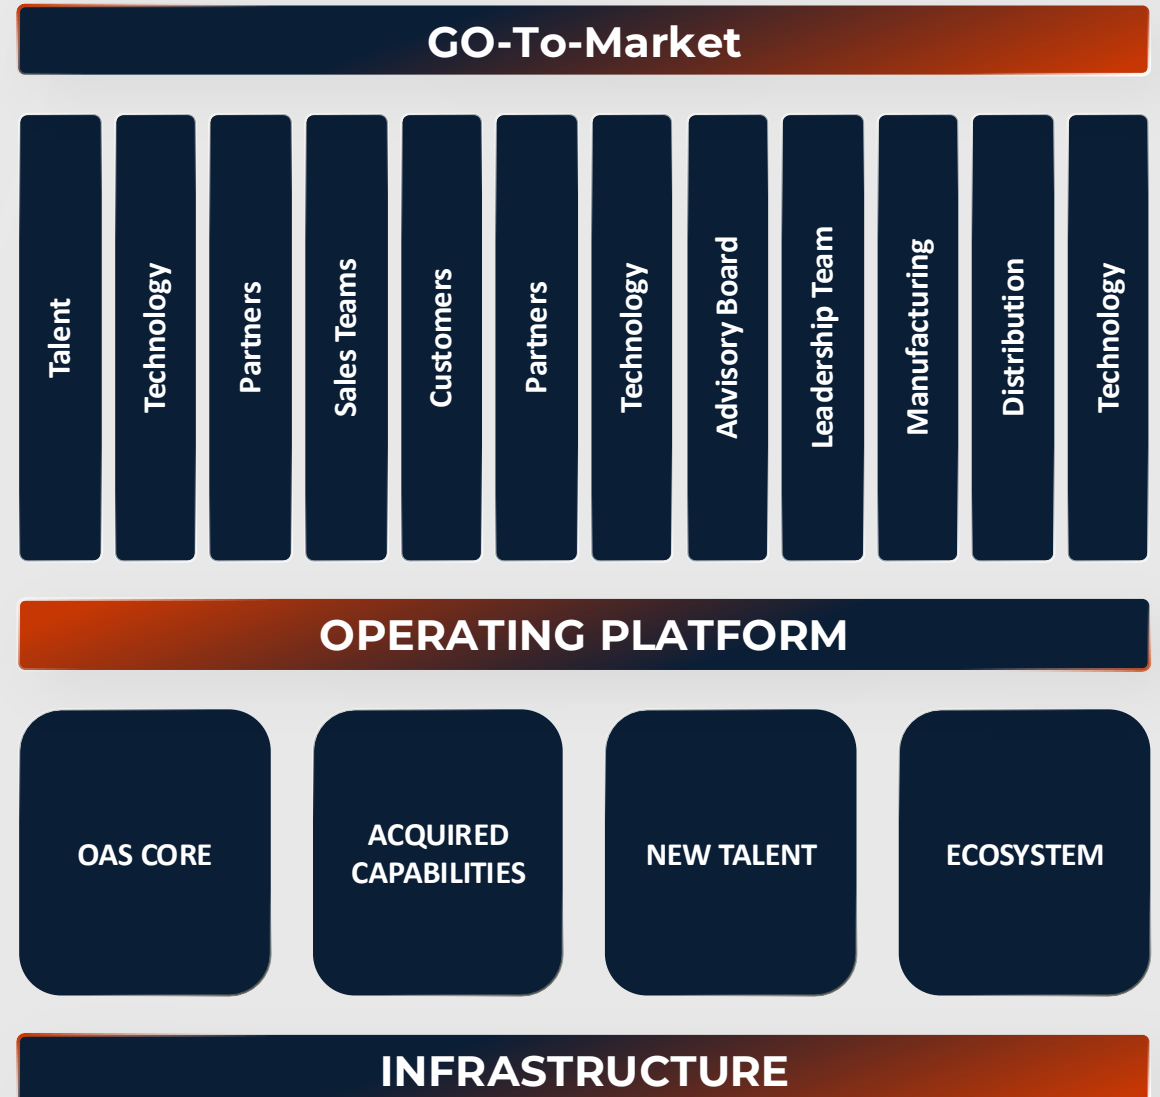 GO-To-Market
Talent
Technology
Partners
Sales Teams
Customers
Partners
Technology
Advisory Board
Leadership Team
Manufacturing
Distribution
Technology
OPERATING PLATFORM
OAS CORE
ACQUIRED
CAPABILITIES
NEW TALENT
ECOSYSTEM
INFRASTRUCTURE